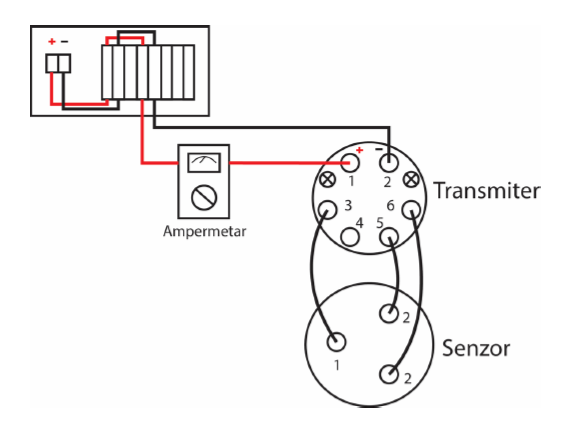 + −
+ −
1 2
3 6
4 5
Ampermetar
Transmiter
2
1
2
Senzor